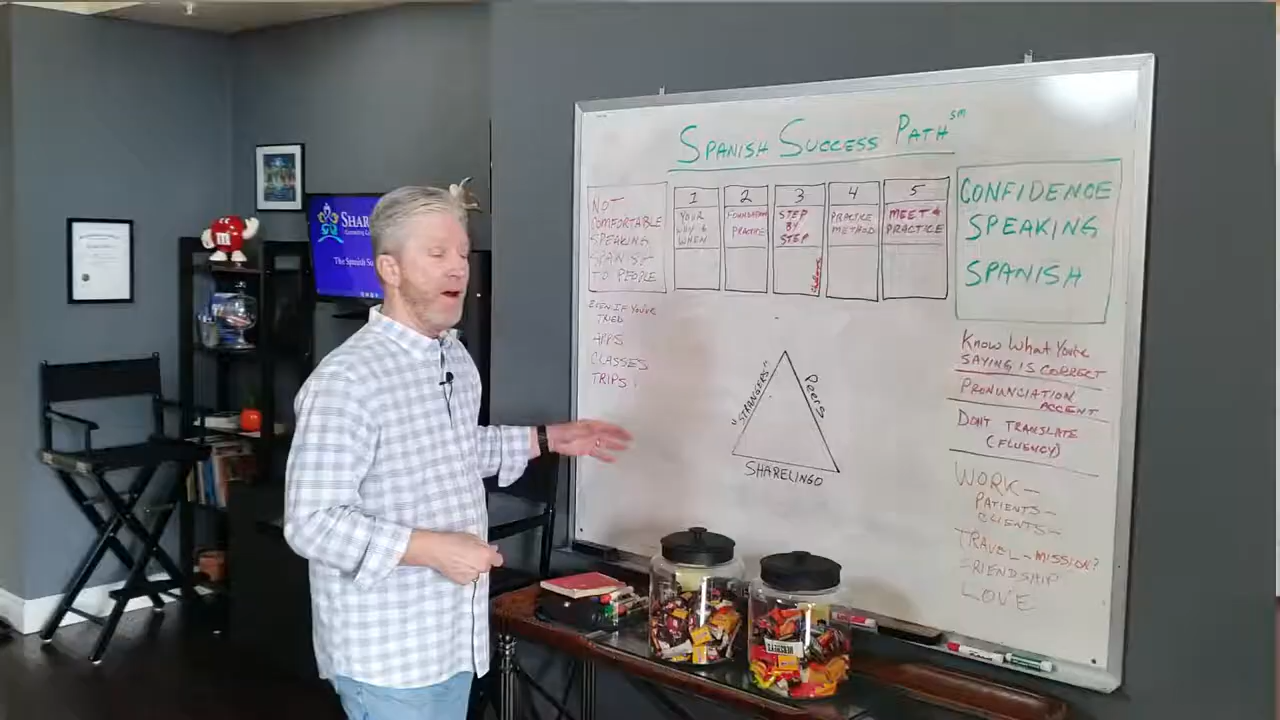 SPANISH SUCCESS PATH SM
NOT
COMFORTABLE
SPEAKING
SPANISH
TO PEOPLE
1
YOUR
WHY &
WHEN
2
FOUNDATION
PRACTICE
3
STEP
BY
STEP
4
PRACTICE
METHOD
5
MEET &
PRACTICE
CONFIDENCE
SPEAKING
SPANISH
EVEN IF YOU'VE
TRIED
APPS
CLASSES
TRIPS
"STRANGERS"
Peers
SHARELINGO
Know What You're
SAYING IS CORRECT
PRONUNCIATION
ACCENT
DON'T TRANSLATE
(FLUENCY)
WORK-
PATIENTS-
CLIENTS-
TRAVEL-MISSION?
FRIENDSHIP
LOVE
SHAR
The Spanish Su